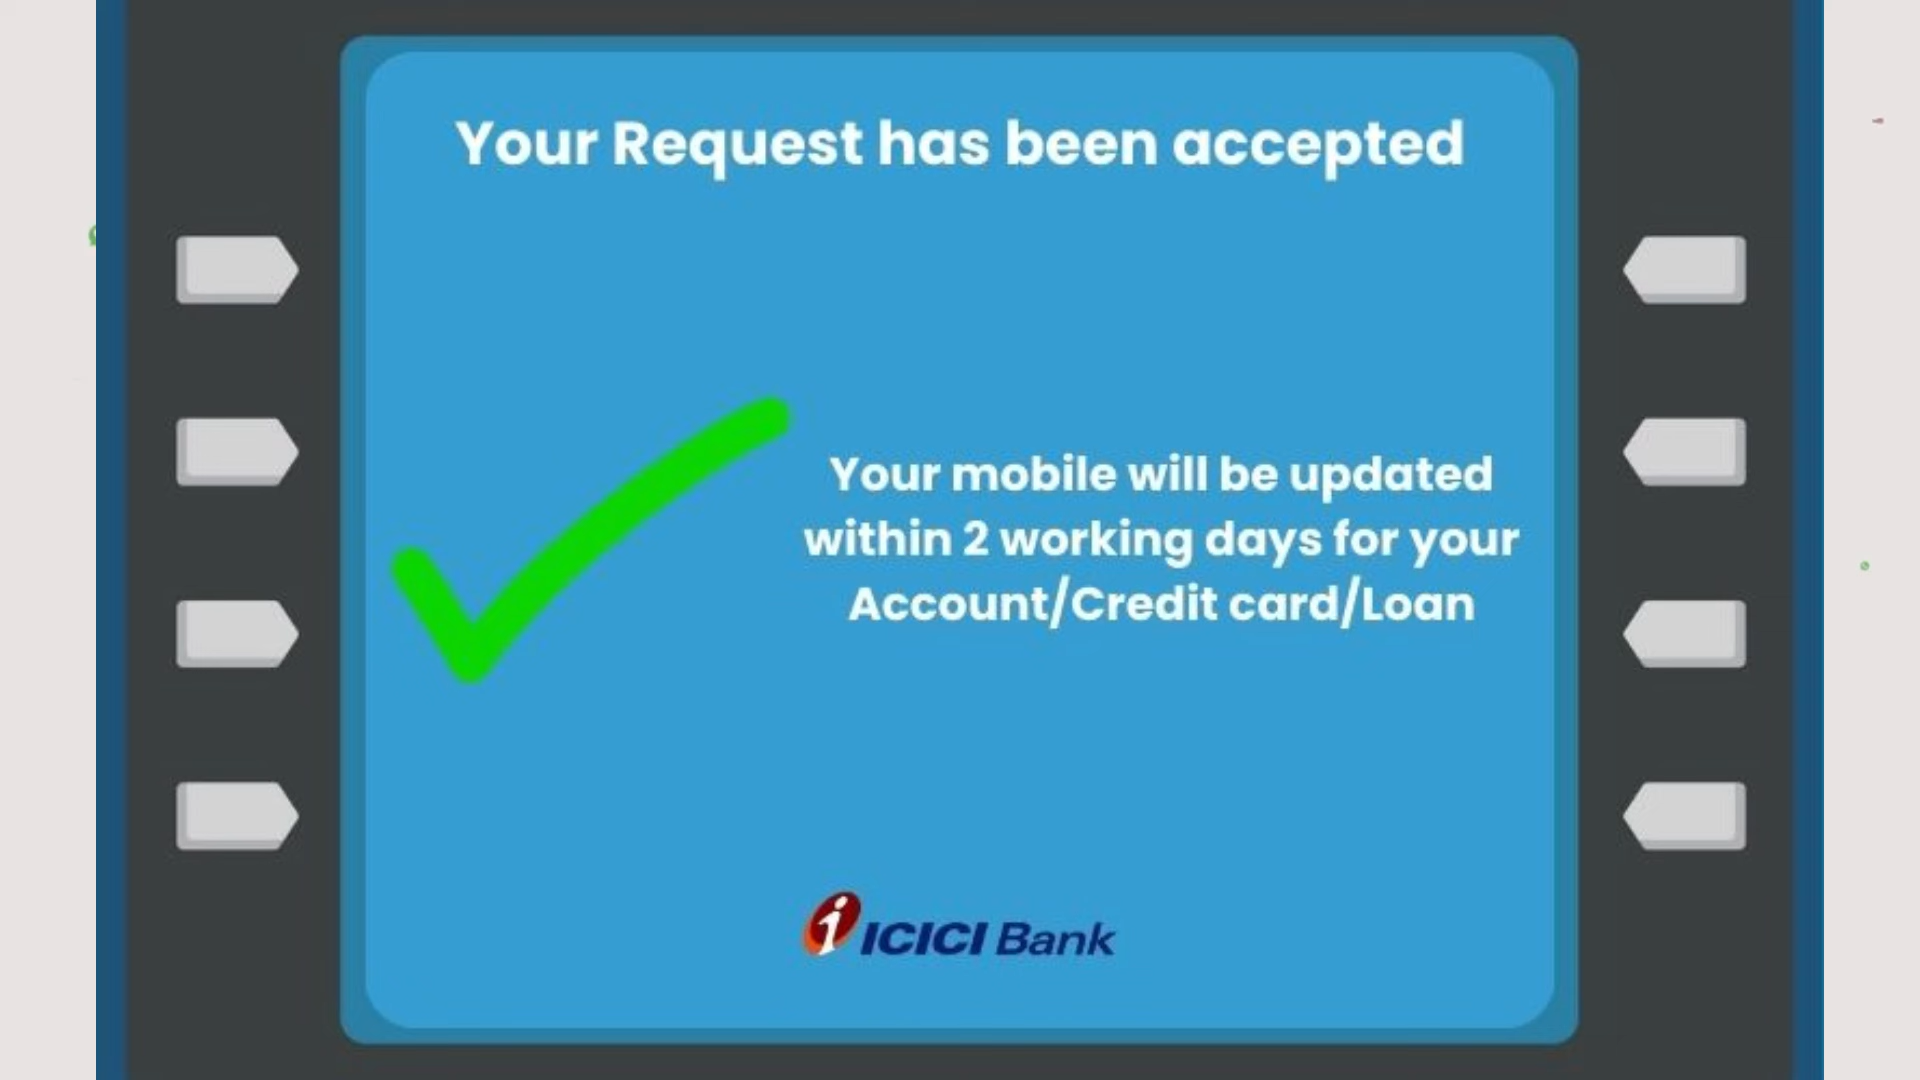 Your Request has been accepted
Your mobile will be updated
within 2 working days for your
Account/Credit card/Loan
ICICI Bank